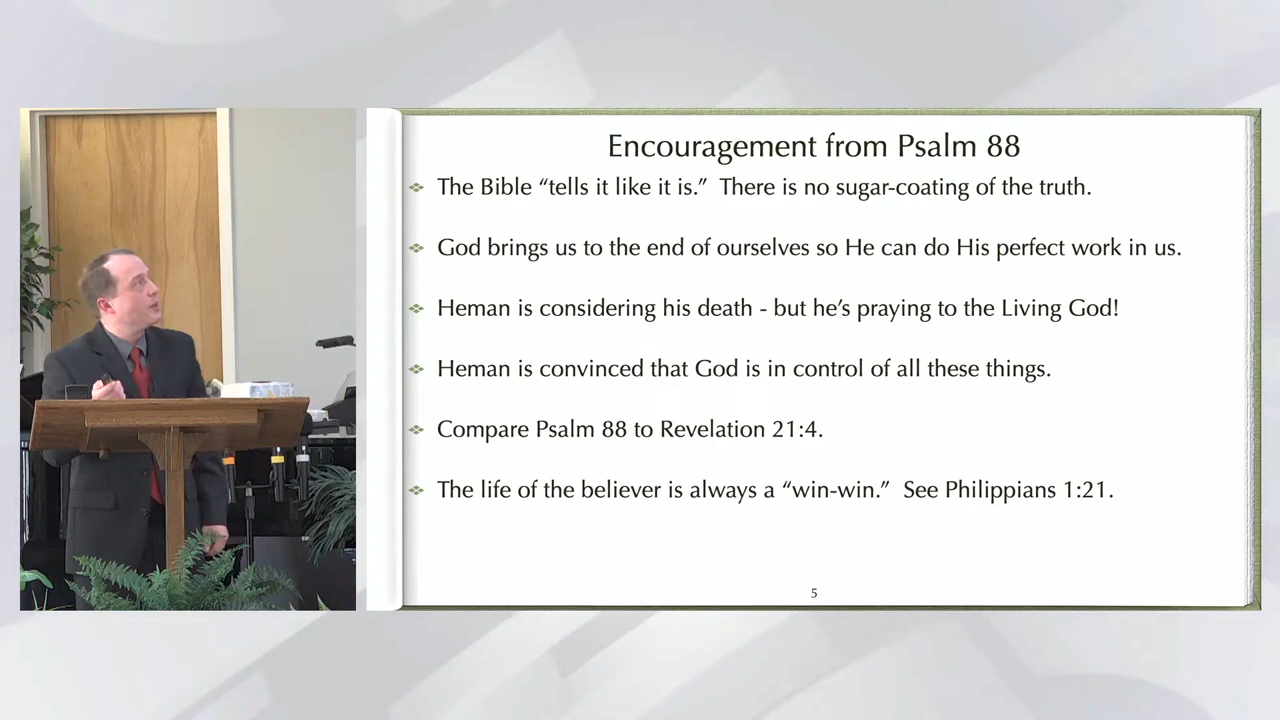 Encouragement from Psalm 88
The Bible “tells it like it is.”  There is no sugar-coating of the truth.
God brings us to the end of ourselves so He can do His perfect work in us.
Heman is considering his death - but he’s praying to the Living God!
Heman is convinced that God is in control of all these things.
Compare Psalm 88 to Revelation 21:4.
The life of the believer is always a “win-win.”  See Philippians 1:21.
5